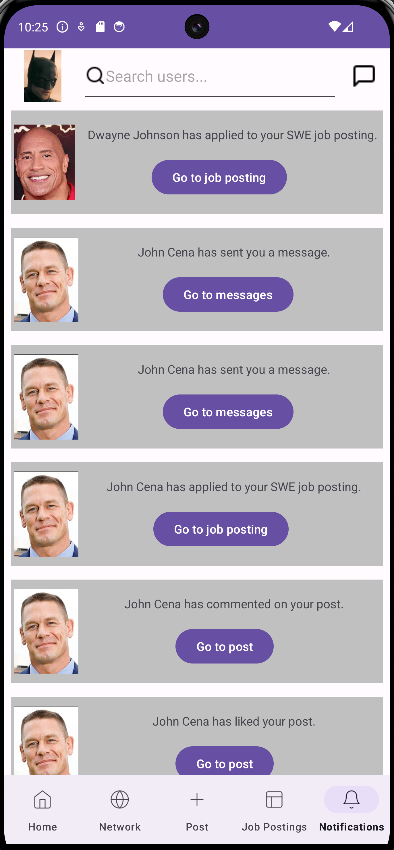 10:25
Search users...
Dwayne Johnson has applied to your SWE job posting.
Go to job posting
John Cena has sent you a message.
Go to messages
John Cena has sent you a message.
Go to messages
John Cena has applied to your SWE job posting.
Go to job posting
John Cena has commented on your post.
Go to post
John Cena has liked your post.
Go to post
Home Network Post Job Postings Notifications